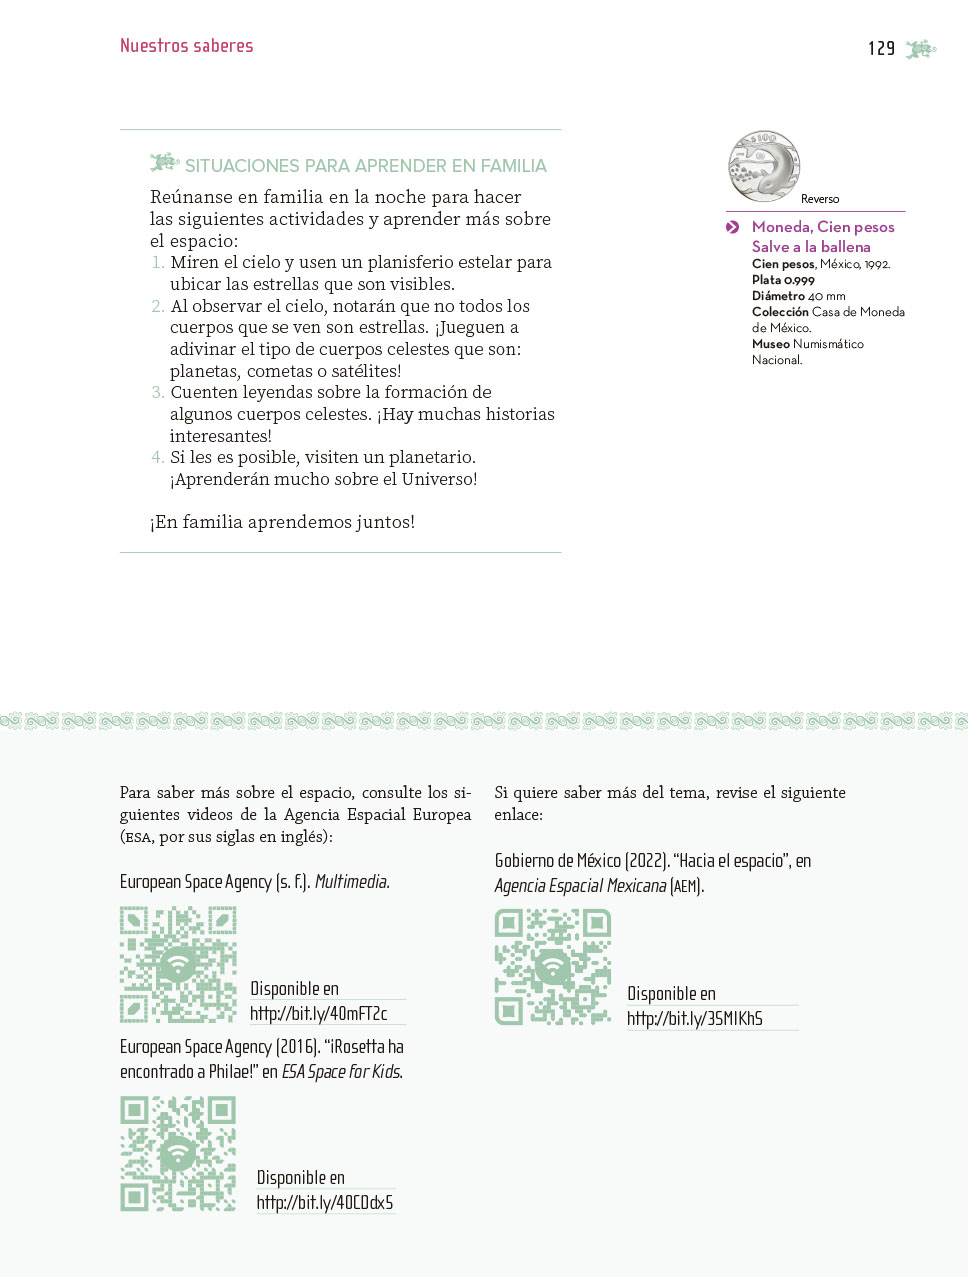 Nuestros saberes
129
SITUACIONES PARA APRENDER EN FAMILIA
Reúnanse en familia en la noche para hacer
las siguientes actividades y aprender más sobre
el espacio:
1. Miren el cielo y usen un planisferio estelar para
ubicar las estrellas que son visibles.
2. Al observar el cielo, notarán que no todos los
cuerpos que se ven son estrellas. ¡Jueguen a
adivinar el tipo de cuerpos celestes que son:
planetas, cometas o satélites!
3. Cuenten leyendas sobre la formación de
algunos cuerpos celestes. ¡Hay muchas historias
interesantes!
4. Si les es posible, visiten un planetario.
¡Aprenderán mucho sobre el Universo!
¡En familia aprendemos juntos!
$100
Reverso
Moneda, Cien pesos
Salve a la ballena
Cien pesos, México, 1992.
Plata 0.999
Diámetro 40 mm
Colección Casa de Moneda
de México.
Museo Numismático
Nacional.
Para saber más sobre el espacio, consulte los si-
guientes videos de la Agencia Espacial Europea
(ESA, por sus siglas en inglés):
European Space Agency (s. f.). Multimedia.
Disponible en
http://bit.ly/40mFT2c
European Space Agency (2016). “¡Rosetta ha
encontrado a Philae!” en ESA Space for Kids.
Disponible en
http://bit.ly/40CDdx5
Si quiere saber más del tema, revise el siguiente
enlace:
Gobierno de México (2022). “Hacia el espacio”, en
Agencia Espacial Mexicana (AEM).
Disponible en
http://bit.ly/3SMIKhS